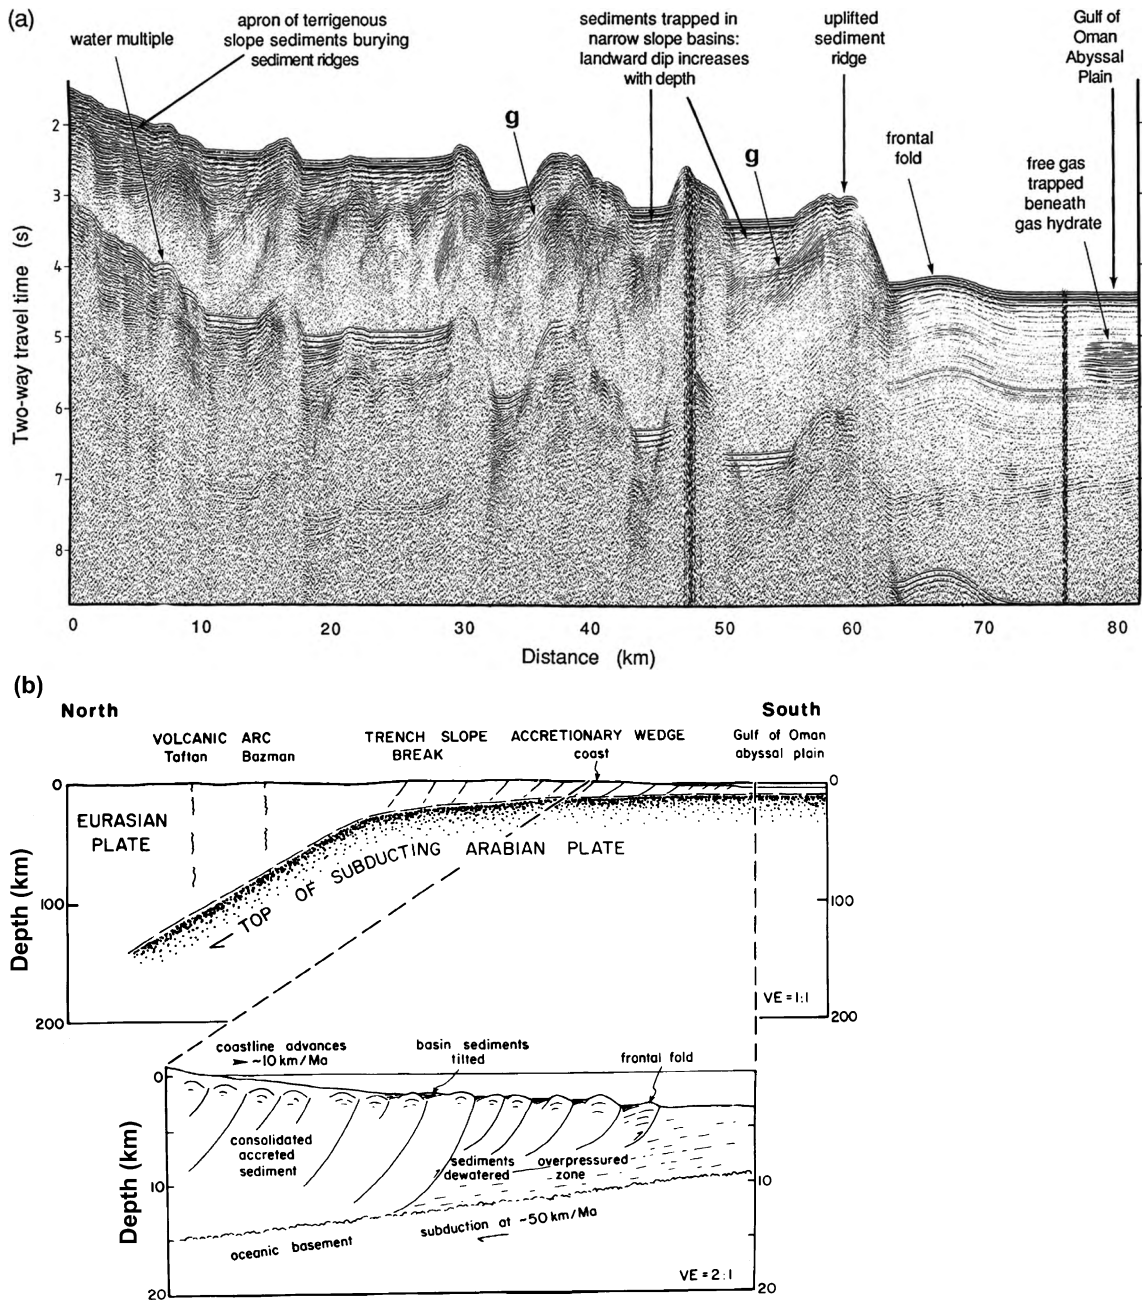 (a)
water multiple
apron of terrigenous
slope sediments burying
sediment ridges
sediments trapped in
narrow slope basins:
landward dip increases
with depth
uplifted
sediment
ridge
Gulf of
Oman
Abyssal
Plain
g
g
frontal
fold
free gas
trapped
beneath
gas hydrate
Two-way travel time (s)
2
3
4
5
6
7
8
0 10 20 30 40 50 60 70 80
Distance (km)
(b)
North
South
VOLCANIC ARC
Taftan Bazman
TRENCH SLOPE
BREAK
ACCRETIONARY WEDGE
coast
Gulf of Oman
abyssal plain
0
0
EURASIAN
PLATE
TOP OF SUBDUCTING ARABIAN PLATE
Depth (km)
100
100
VE = 1:1
200
200
coastline advances
~10 km/Ma
basin sediments
tilted
frontal fold
0
consolidated
accreted
sediment
sediments
dewatered
overpressured
zone
Depth (km)
10
10
subduction at ~50 km/Ma
oceanic basement
VE = 2:1
20
20